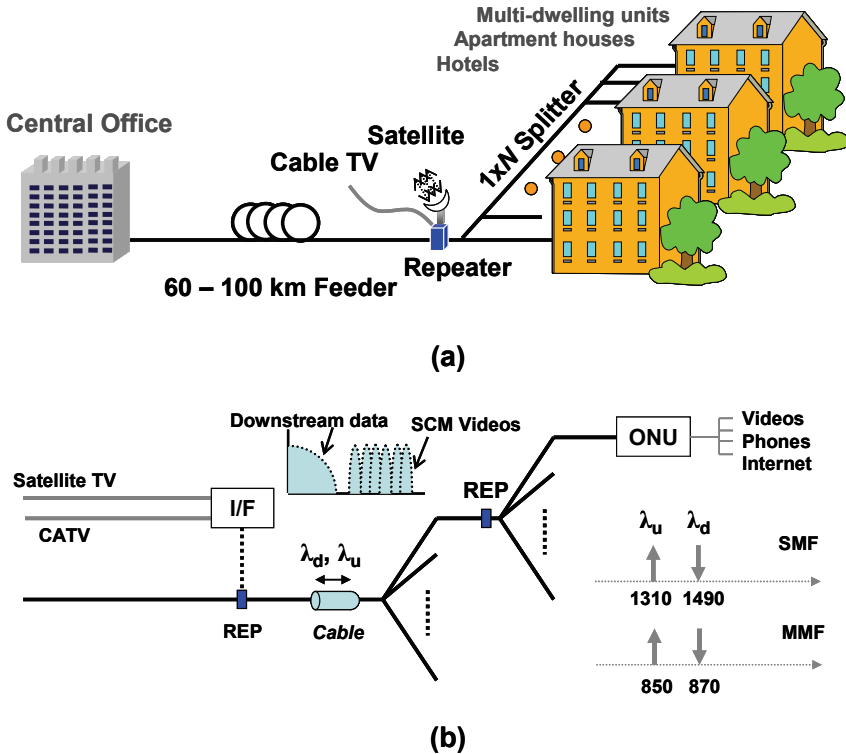 Multi-dwelling units
Apartment houses
Hotels
Central Office
Satellite
Cable TV
1xN Splitter
Repeater
60 – 100 km Feeder
(a)
Downstream data
SCM Videos
ONU
Videos
Phones
Internet
Satellite TV
I/F
CATV
REP
λd, λu
REP
Cable
λu λd
SMF
1310 1490
MMF
850 870
(b)